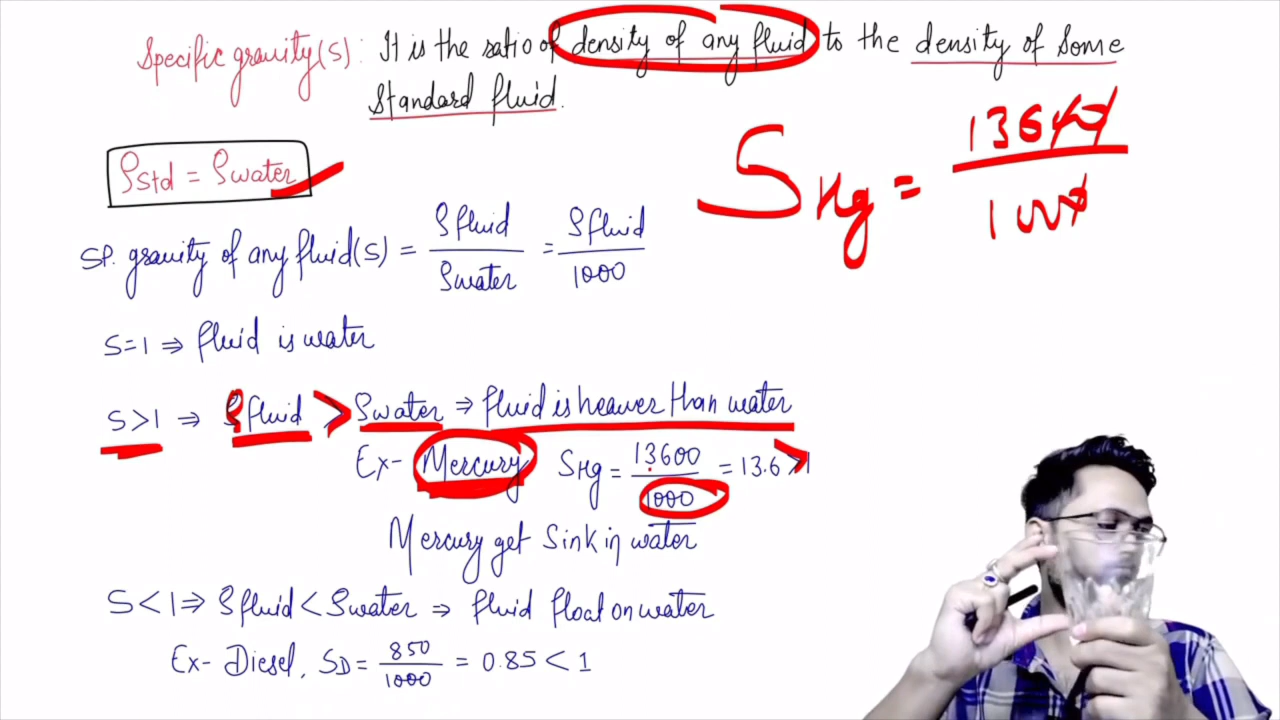 Specific gravity(S): It is the ratio of density of any fluid to the density of some
Standard fluid.
S Hg = 13600 / 1000
ρstd = ρwater
SP. gravity of any fluid(S) = ρfluid / ρwater = ρfluid / 1000
S=1 ⇒ fluid is water
S>1 ⇒ ρfluid > ρwater ⇒ fluid is heavier than water
Ex- Mercury SHg = 13600 / 1000 = 13.6 > 1
Mercury get Sink in water
S<1 ⇒ ρfluid < ρwater ⇒ fluid float on water
Ex- Diesel, SD = 850 / 1000 = 0.85 < 1